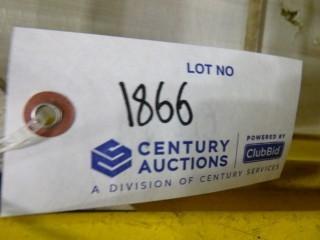 LOT NO
1866
CENTURY
AUCTIONS
POWERED BY
ClubBid
A DIVISION OF CENTURY SERVICES